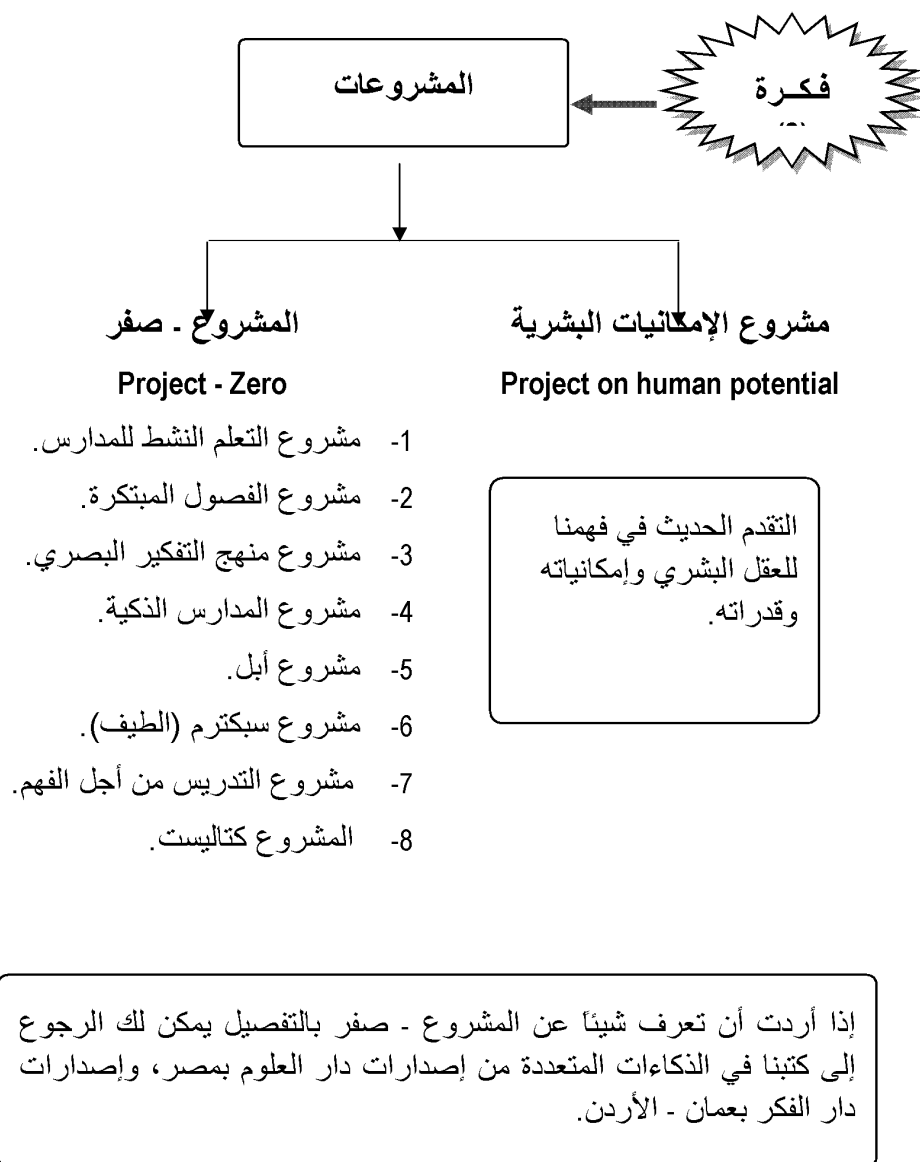 فكــرة
المشروعات
مشروع الإمكانيات البشرية
Project on human potential
التقدم الحديث في فهمنا
للعقل البشري وإمكانياته
وقدراته.
المشروع - صفر
Project - Zero
1- مشروع التعلم النشط للمدارس.
2- مشروع الفصول المبتكرة.
3- مشروع منهج التفكير البصري.
4- مشروع المدارس الذكية.
5- مشروع أبل.
6- مشروع سبكترم (الطيف).
7- مشروع التدريس من أجل الفهم.
8- المشروع كتاليست.
إذا أردت أن تعرف شيئاً عن المشروع - صفر بالتفصيل يمكن لك الرجوع
إلى كتبنا في الذكاءات المتعددة من إصدارات دار العلوم بمصر، وإصدارات
دار الفكر بعمان - الأردن.